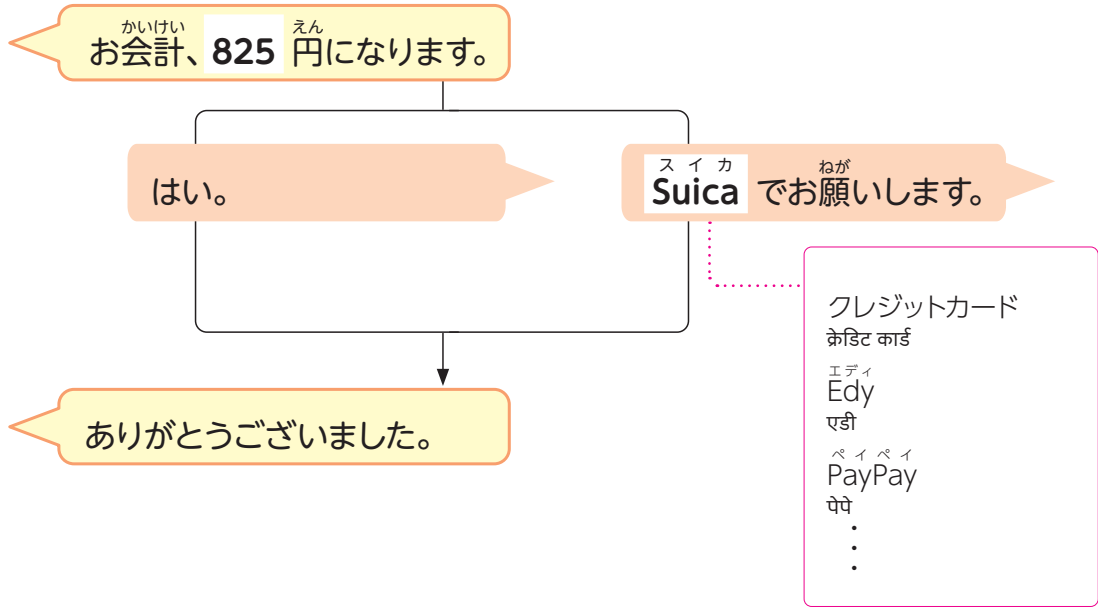 かいけい えん
お会計、825 円になります。
はい。
スイカ ねが
Suica でお願いします。
クレジットカード
क्रेडिट कार्ड
エディ
Edy
एडी
ペイペイ
PayPay
पेपे
・
・
・
ありがとうございました。